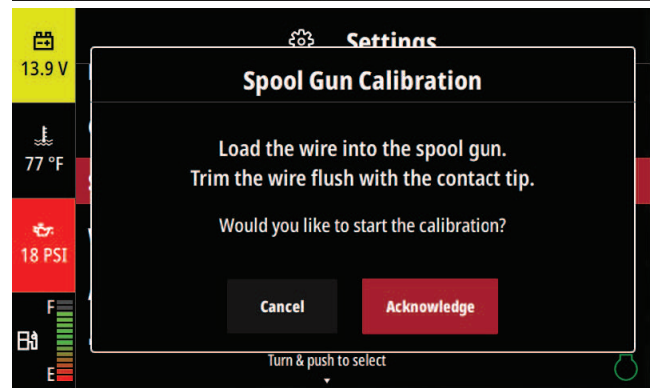 Settings
13.9 V
Spool Gun Calibration
Load the wire into the spool gun.
Trim the wire flush with the contact tip.
77 °F
Would you like to start the calibration?
18 PSI
Cancel
Acknowledge
F
E
Turn & push to select